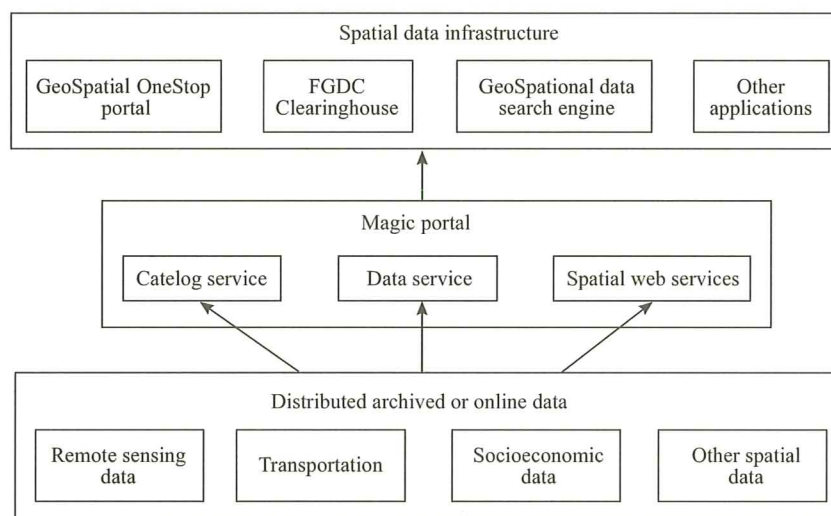 Spatial data infrastructure
GeoSpatial OneStop
portal
FGDC
Clearinghouse
GeoSpational data
search engine
Other
applications
Magic portal
Catelog service
Data service
Spatial web services
Distributed archived or online data
Remote sensing
data
Transportation
Socioeconomic
data
Other spatial
data